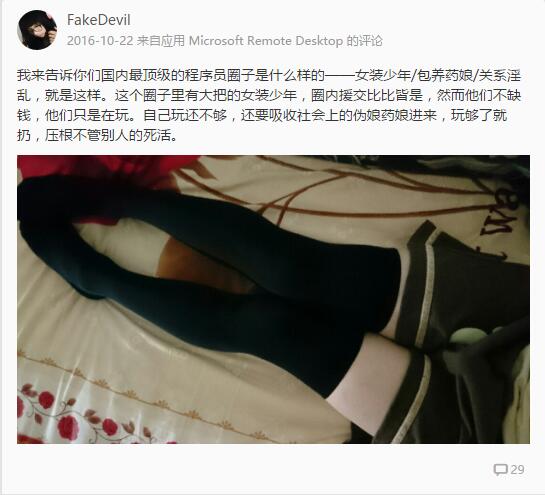 FakeDevil
2016-10-22 来自应用 Microsoft Remote Desktop 的评论
我来告诉你们国内最顶级的程序员圈子是什么样的——女装少年/包养药娘/关系淫
乱，就是这样。这个圈子里有大把的女装少年，圈内援交比比皆是，然而他们不缺
钱，他们只是在玩。自己玩还不够，还要吸收社会上的伪娘药娘进来，玩够了就
扔，压根不管别人的死活。
29